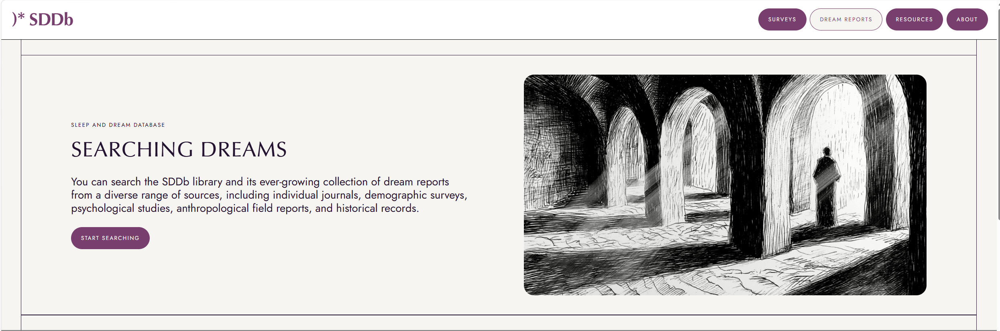 )* SDDb
SURVEYS
DREAM REPORTS
RESOURCES
ABOUT
SLEEP AND DREAM DATABASE
SEARCHING DREAMS
You can search the SDDb library and its ever-growing collection of dream reports
from a diverse range of sources, including individual journals, demographic surveys,
psychological studies, anthropological field reports, and historical records.
START SEARCHING